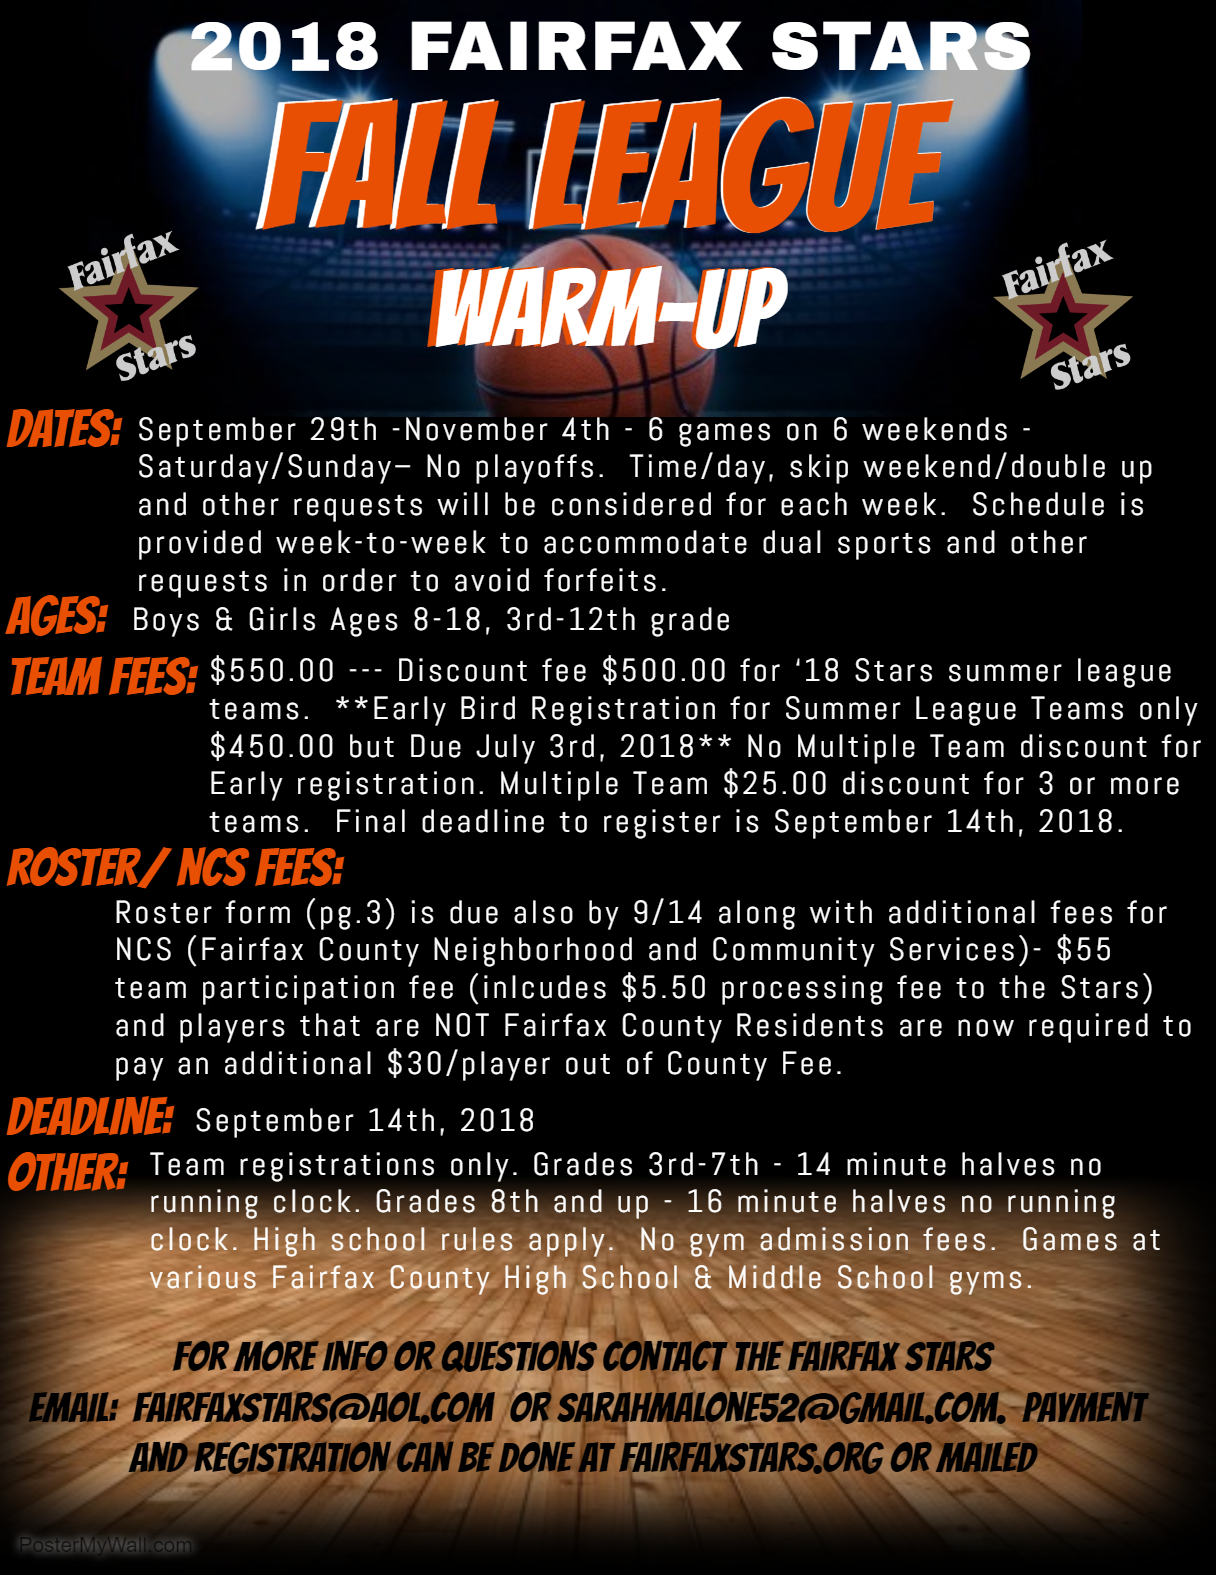 2018 FAIRFAX STARS
FALL LEAGUE
WARM-UP
Fairfax
Stars
Fairfax
Stars
DATES: September 29th -November 4th - 6 games on 6 weekends -
Saturday/Sunday– No playoffs.  Time/day, skip weekend/double up
and other requests will be considered for each week.  Schedule is
provided week-to-week to accommodate dual sports and other
requests in order to avoid forfeits.
AGES: Boys & Girls Ages 8-18, 3rd-12th grade
TEAM FEES: $550.00 --- Discount fee $500.00 for ‘18 Stars summer league
teams.  **Early Bird Registration for Summer League Teams only
$450.00 but Due July 3rd, 2018** No Multiple Team discount for
Early registration. Multiple Team $25.00 discount for 3 or more
teams.  Final deadline to register is September 14th, 2018.
ROSTER/ NCS FEES:
Roster form (pg.3) is due also by 9/14 along with additional fees for
NCS (Fairfax County Neighborhood and Community Services)- $55
team participation fee (inlcudes $5.50 processing fee to the Stars)
and players that are NOT Fairfax County Residents are now required to
pay an additional $30/player out of County Fee.
DEADLINE: September 14th, 2018
OTHER: Team registrations only. Grades 3rd-7th - 14 minute halves no
running clock. Grades 8th and up - 16 minute halves no running
clock. High school rules apply.  No gym admission fees.  Games at
various Fairfax County High School & Middle School gyms.
FOR MORE INFO OR QUESTIONS CONTACT THE FAIRFAX STARS
EMAIL:  FAIRFAXSTARS@AOL.COM  OR SARAHMALONE52@GMAIL.COM.  PAYMENT
AND REGISTRATION CAN BE DONE AT FAIRFAXSTARS.ORG OR MAILED
PosterMyWall.com